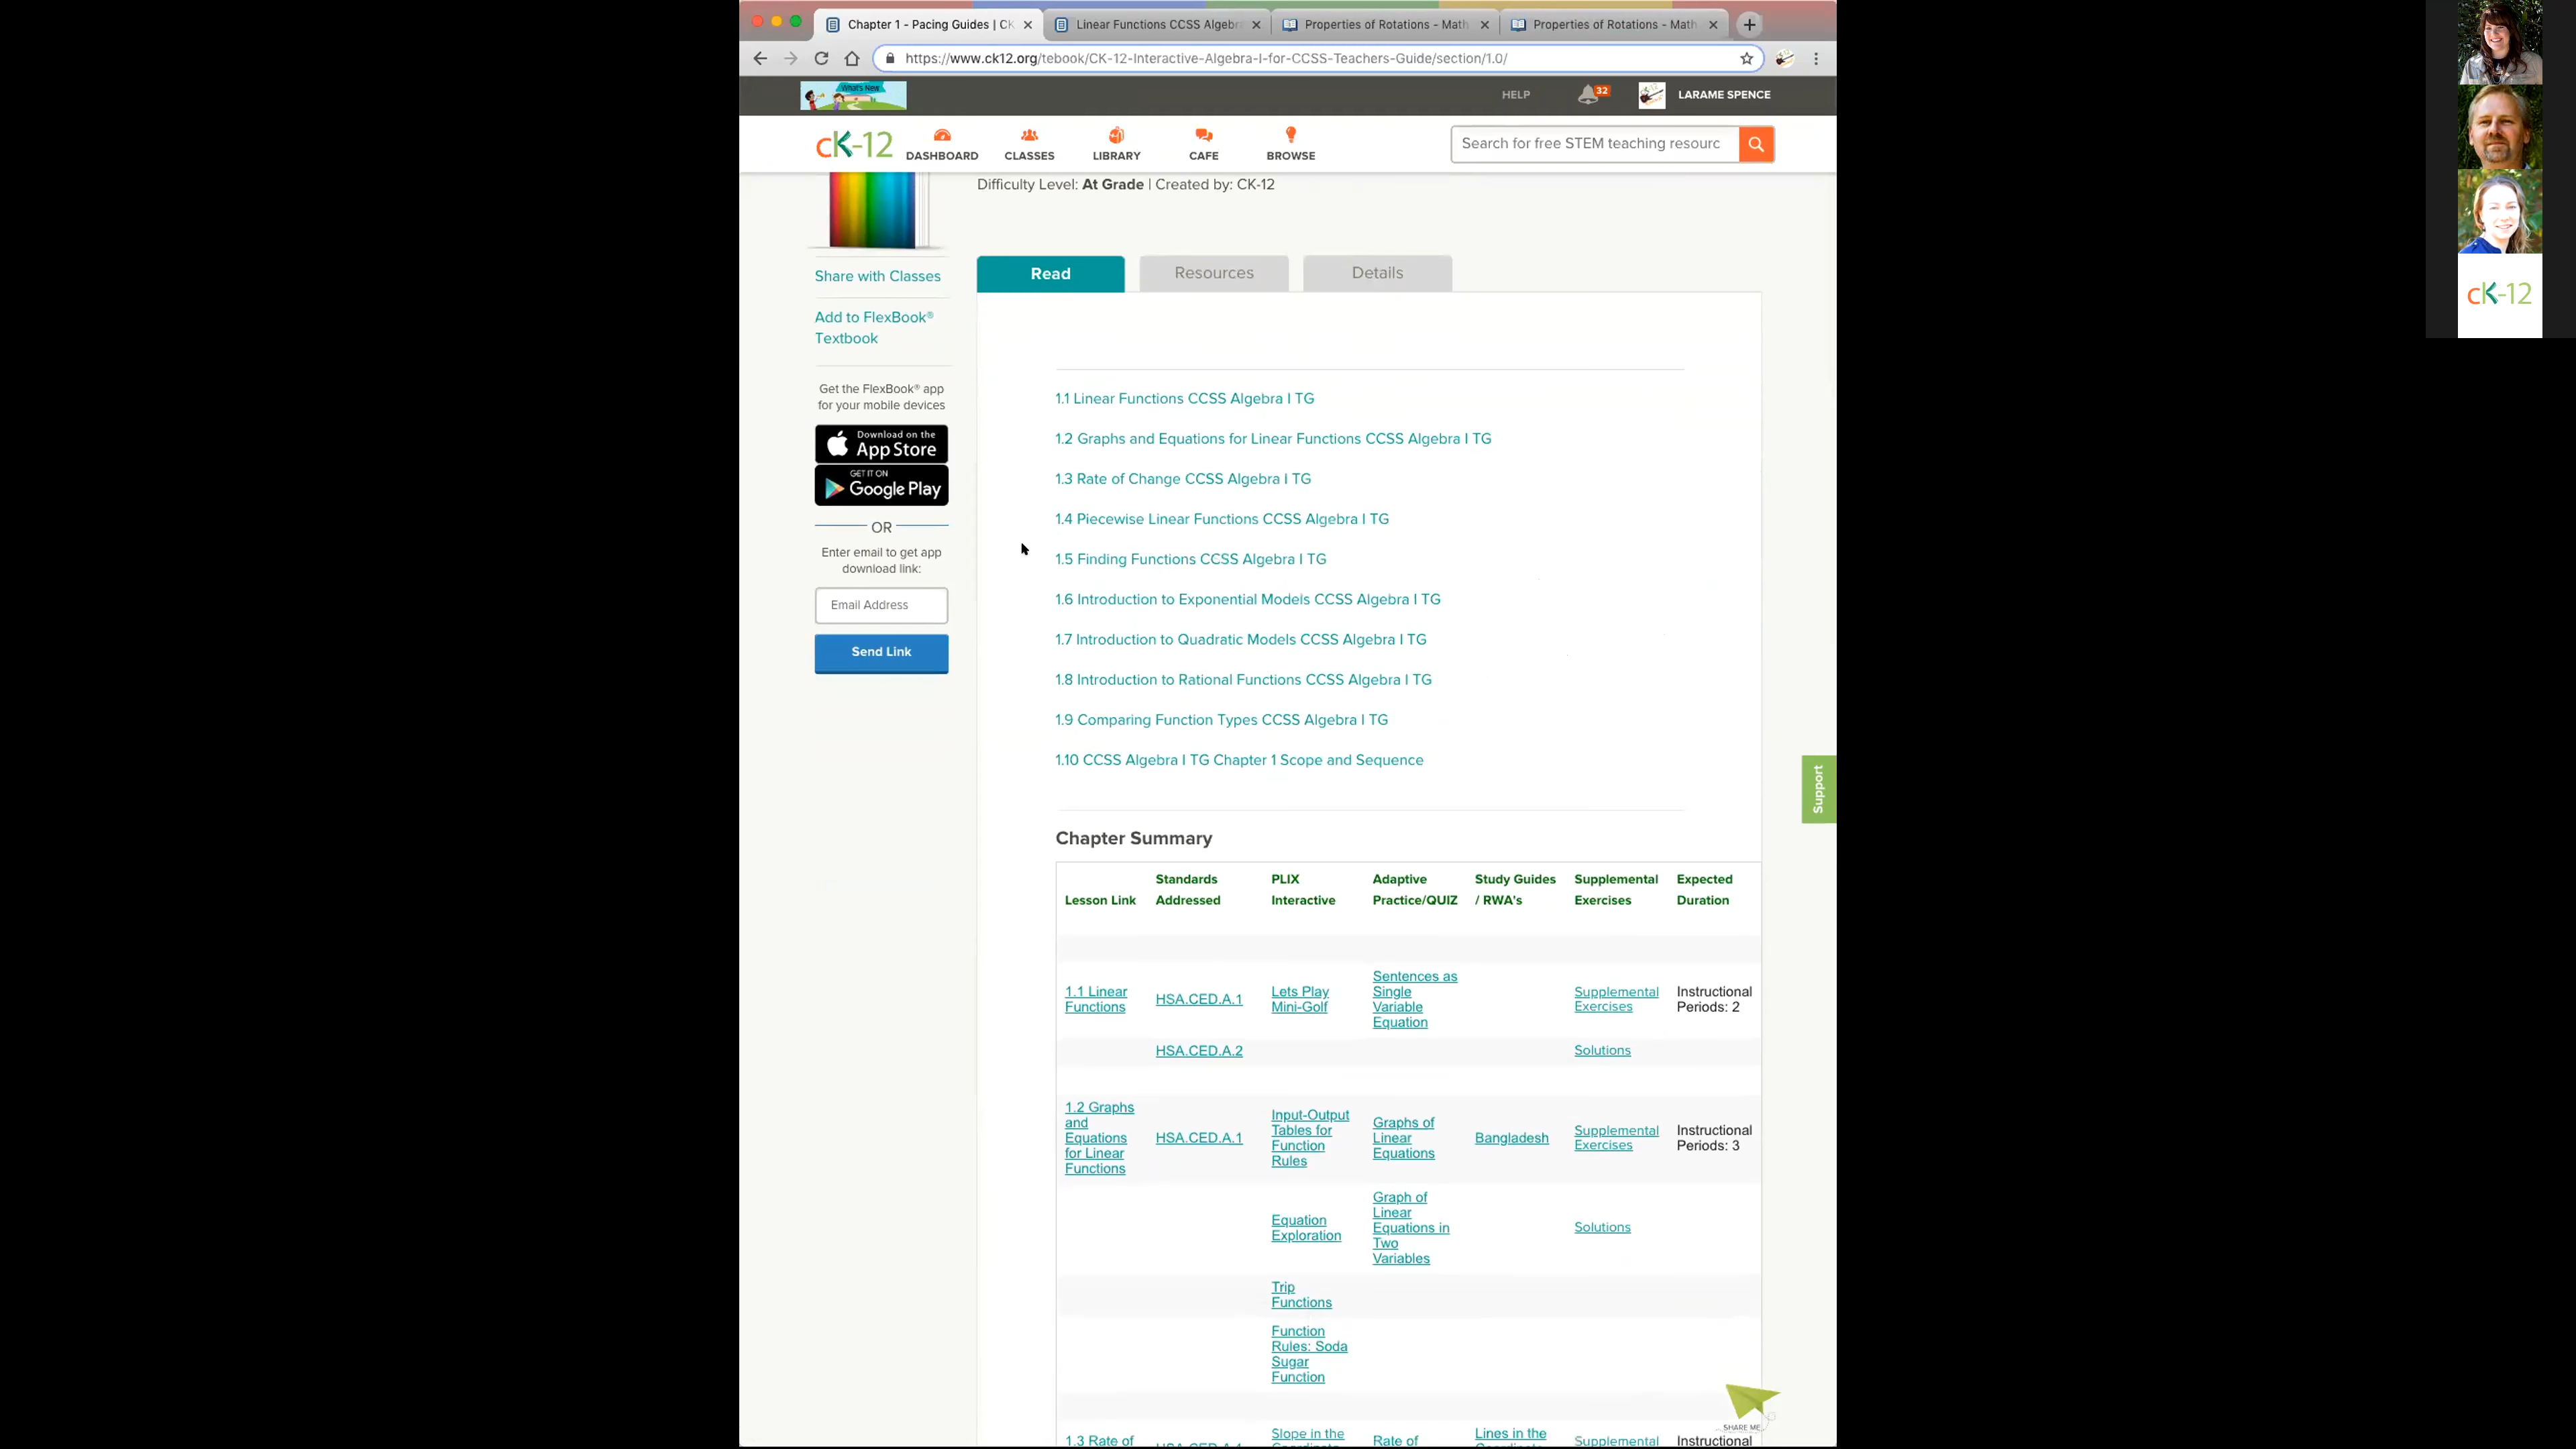 Chapter 1 - Pacing Guides | CK
Linear Functions CCSS Algebr
Properties of Rotations - Math
Properties of Rotations - Math
https://www.ck12.org/tebook/CK-12-Interactive-Algebra-I-for-CCSS-Teachers-Guide/section/1.0/
What's New
HELP
32
LARAME SPENCE
cK-12
DASHBOARD
CLASSES
LIBRARY
CAFE
BROWSE
Search for free STEM teaching resourc
cK-12
Difficulty Level: At Grade | Created by: CK-12
Share with Classes
Add to FlexBook®
Textbook
Get the FlexBook® app
for your mobile devices
Download on the
App Store
GET IT ON
Google Play
OR
Enter email to get app
download link:
Email Address
Send Link
Read
Resources
Details
1.1 Linear Functions CCSS Algebra I TG
1.2 Graphs and Equations for Linear Functions CCSS Algebra I TG
1.3 Rate of Change CCSS Algebra I TG
1.4 Piecewise Linear Functions CCSS Algebra I TG
1.5 Finding Functions CCSS Algebra I TG
1.6 Introduction to Exponential Models CCSS Algebra I TG
1.7 Introduction to Quadratic Models CCSS Algebra I TG
1.8 Introduction to Rational Functions CCSS Algebra I TG
1.9 Comparing Function Types CCSS Algebra I TG
1.10 CCSS Algebra I TG Chapter 1 Scope and Sequence
Support
Chapter Summary
Lesson Link
Standards
Addressed
PLIX
Interactive
Adaptive
Practice/QUIZ
Study Guides
/ RWA's
Supplemental
Exercises
Expected
Duration
1.1 Linear
Functions
HSA.CED.A.1
Lets Play
Mini-Golf
Sentences as
Single
Variable
Equation
Supplemental
Exercises
Instructional
Periods: 2
HSA.CED.A.2
Solutions
1.2 Graphs
and
Equations
for Linear
Functions
HSA.CED.A.1
Input-Output
Tables for
Function
Rules
Graphs of
Linear
Equations
Bangladesh
Supplemental
Exercises
Instructional
Periods: 3
Equation
Exploration
Graph of
Linear
Equations in
Two
Variables
Solutions
Trip
Functions
Function
Rules: Soda
Sugar
Function
1.3 Rate of
Slope in the
Rate of
Lines in the
Supplemental
Instructional
SHARE ME